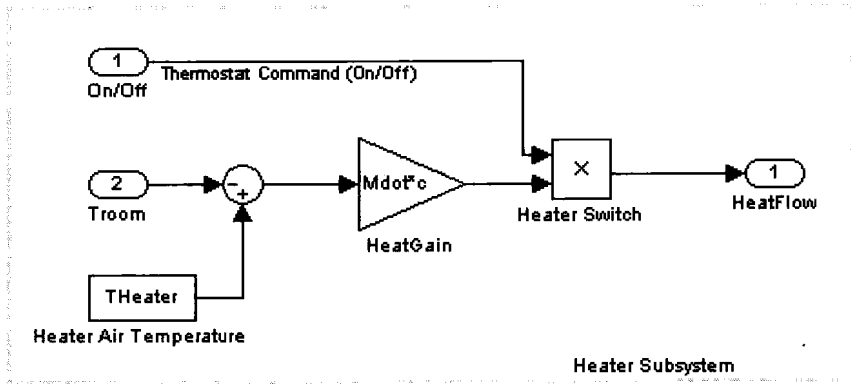 1
Thermostat Command (On/Off)
On/Off
2
Troom
-
+
Mdot*c
HeatGain
×
Heater Switch
1
HeatFlow
THeater
Heater Air Temperature
Heater Subsystem